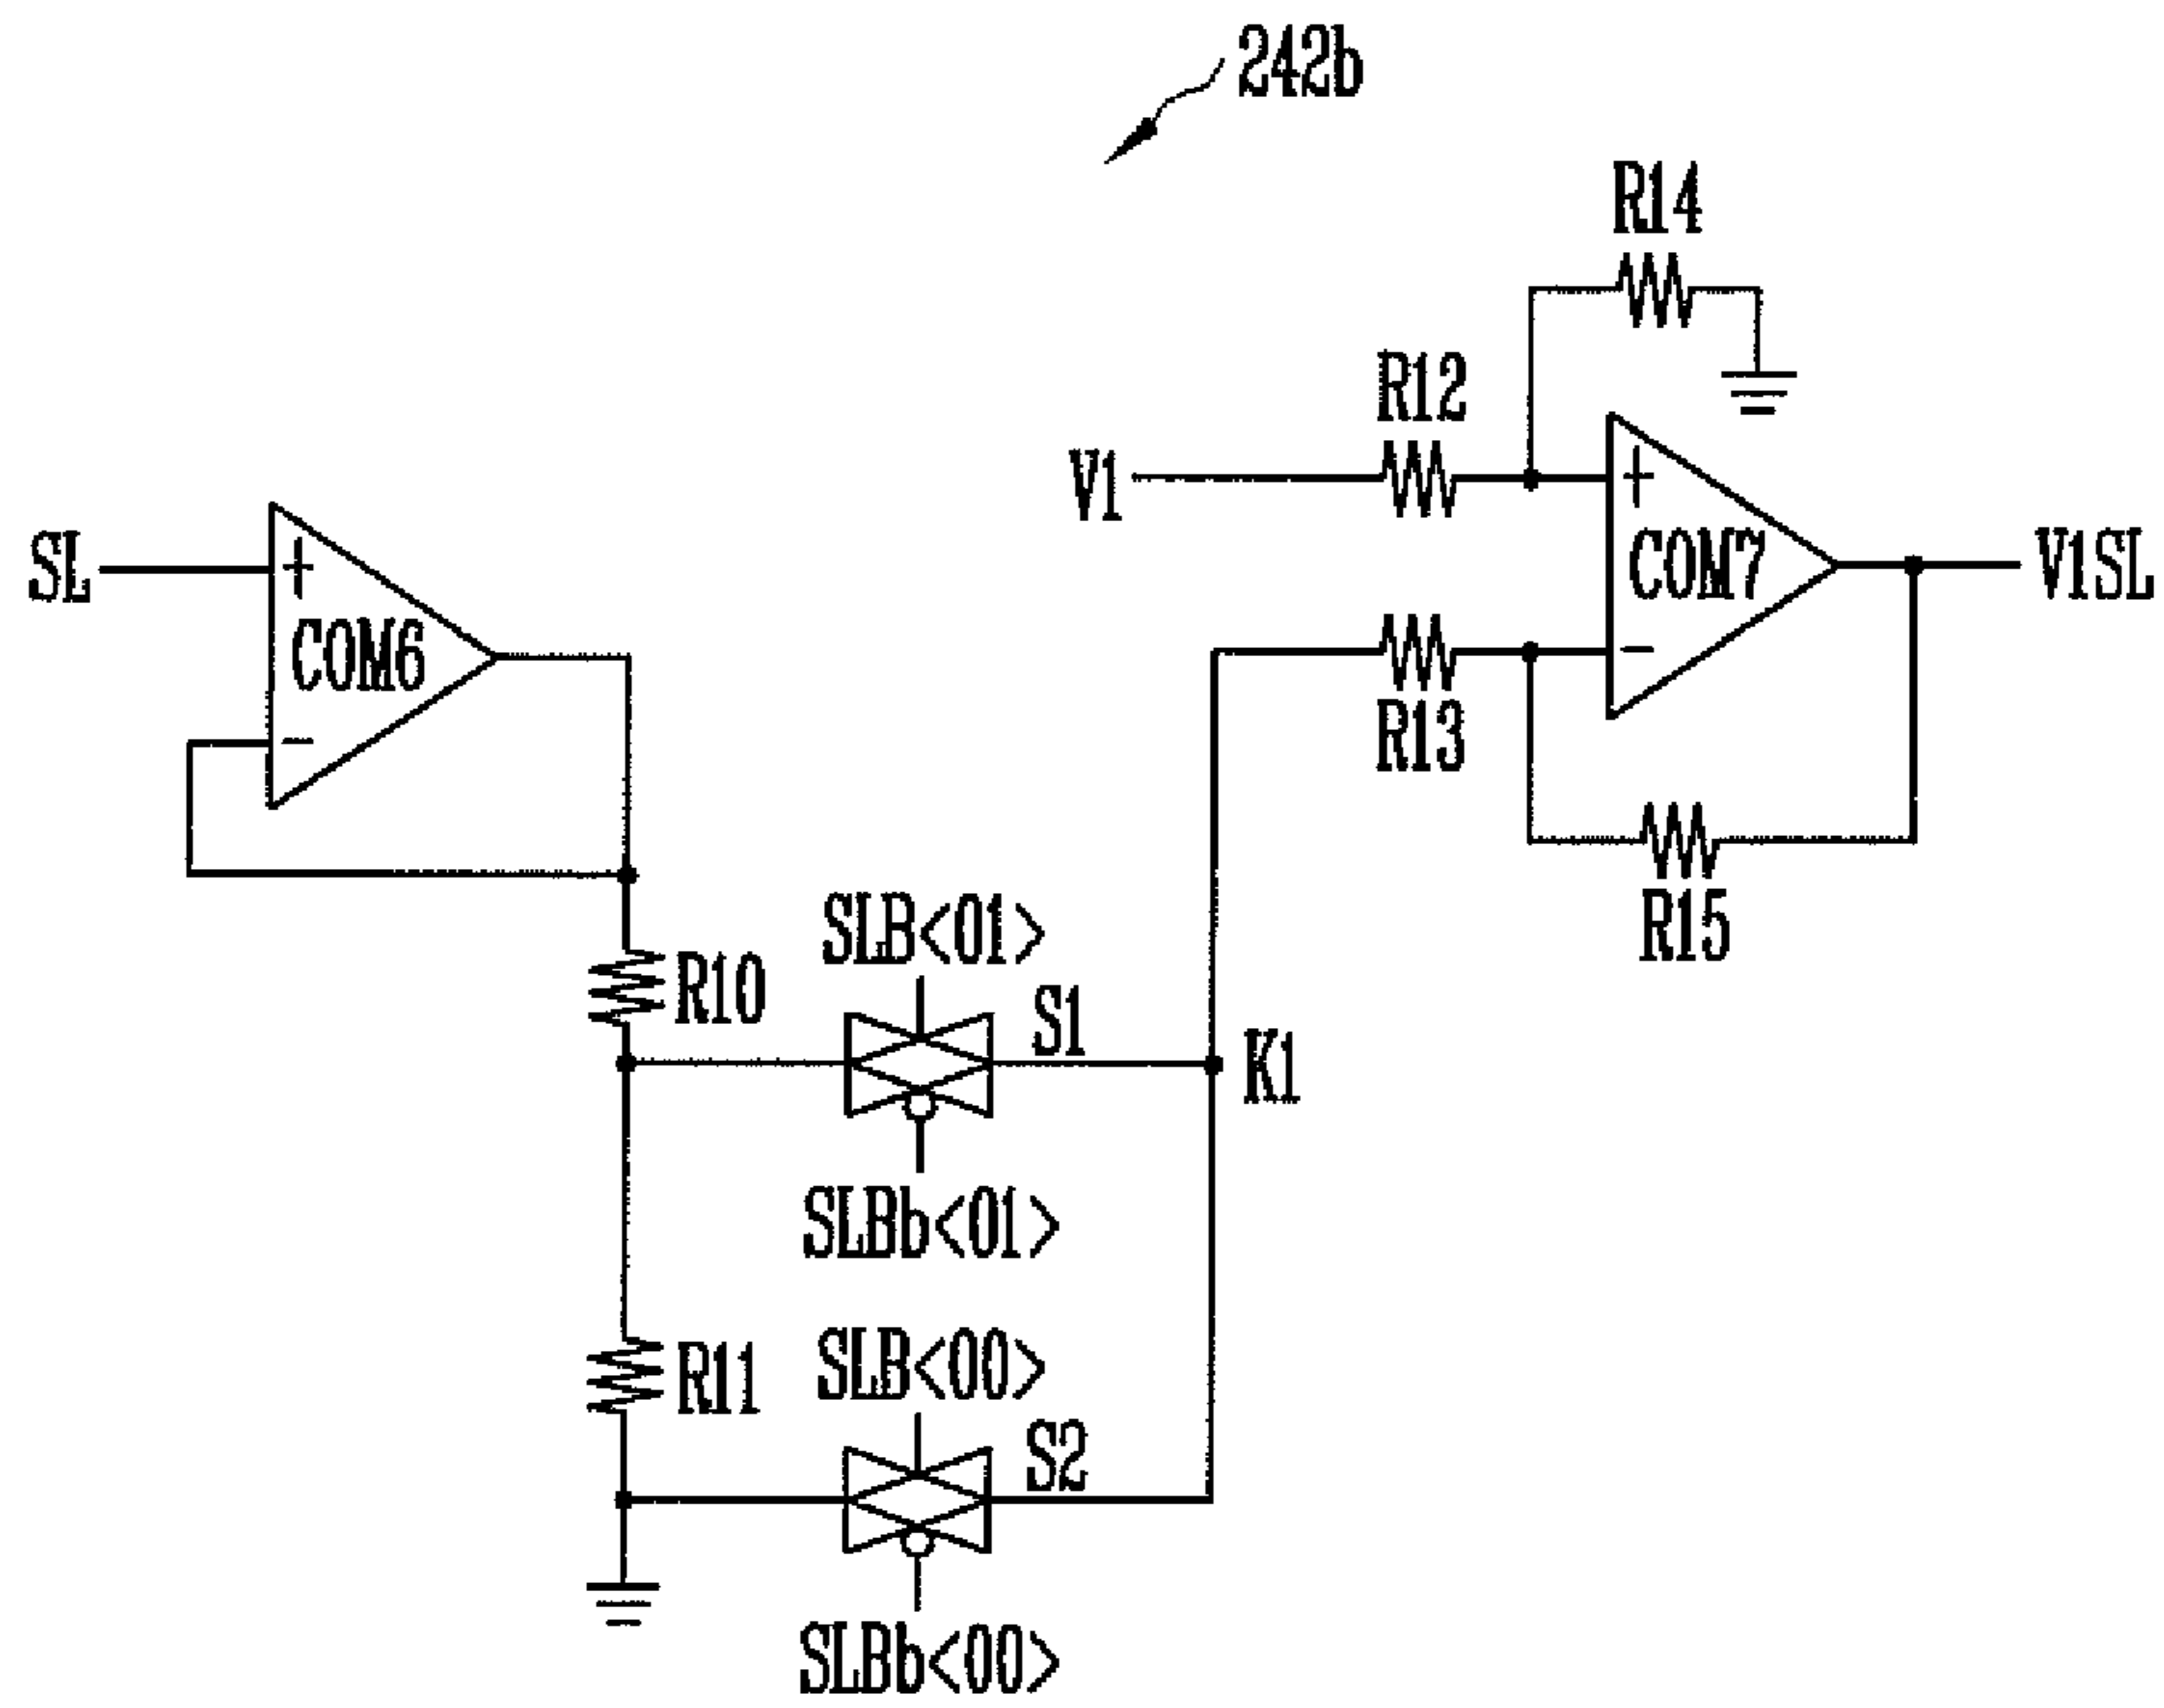 242b
R14
R12
V1
+
SL
+
COM7
V1SL
COM6
-
R13
-
R15
SLB<01>
R10
S1
K1
SLBb<01>
SLB<00>
R11
S2
SLBb<00>